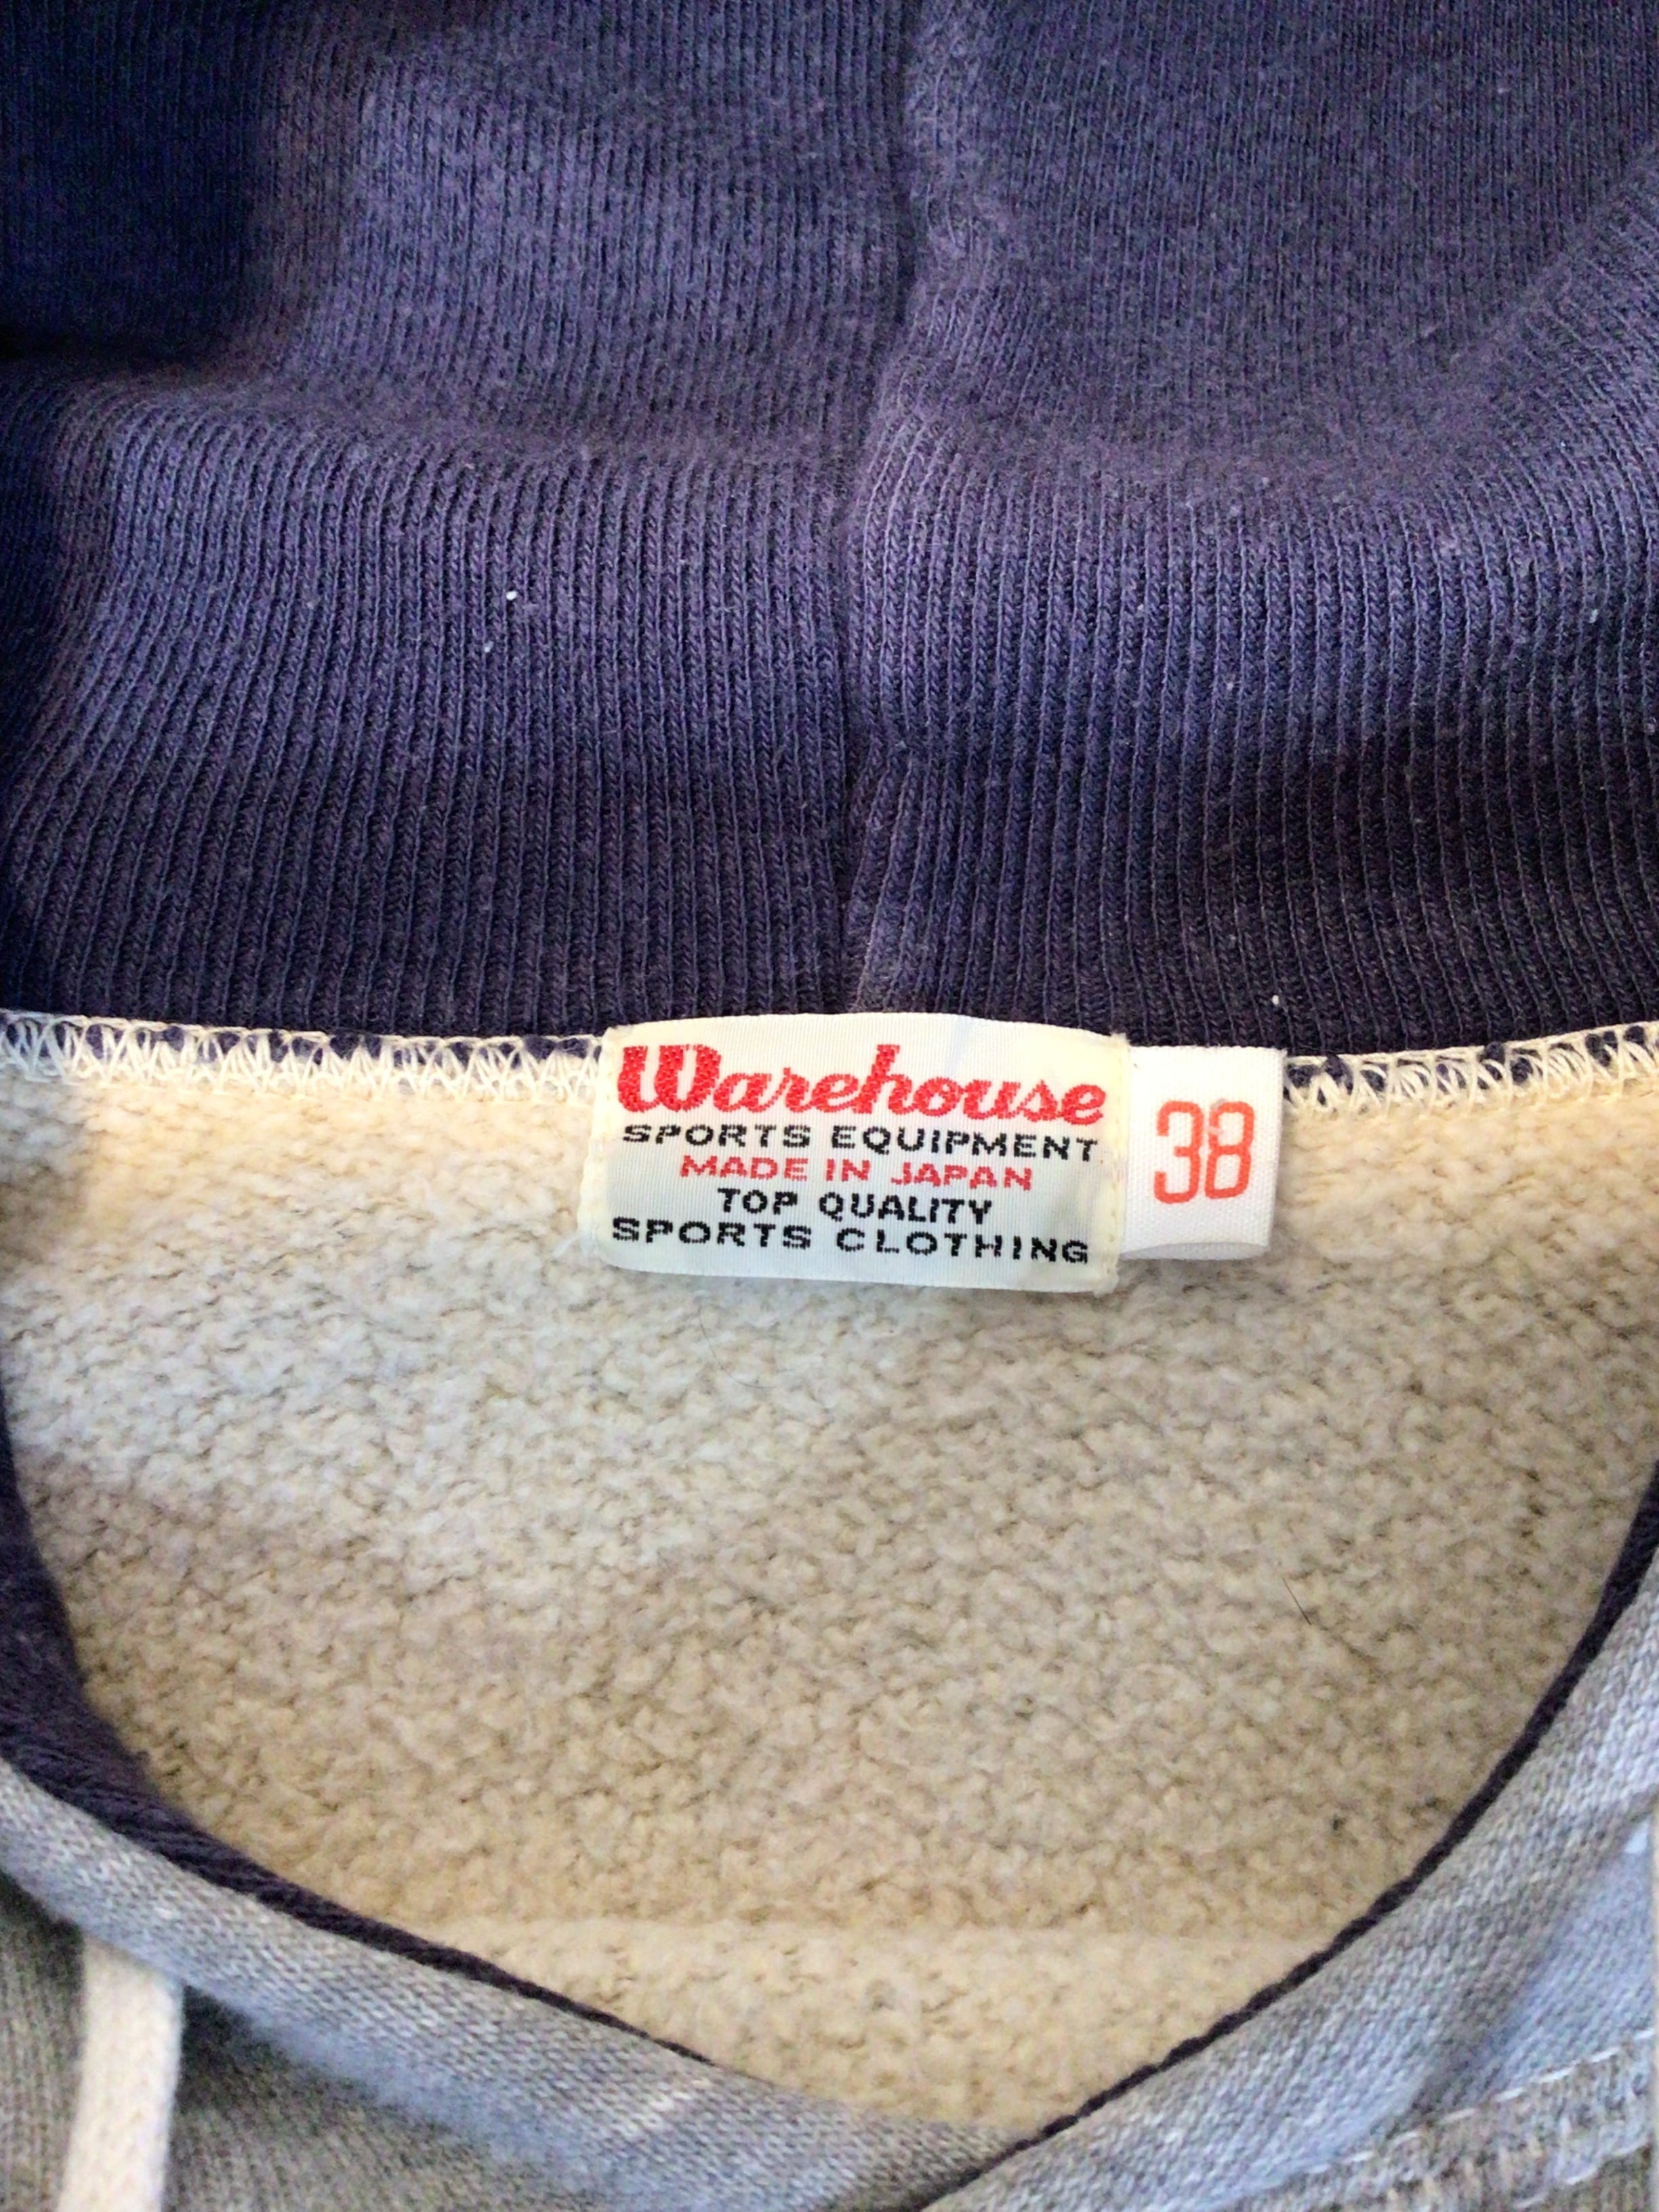 Warehouse
SPORTS EQUIPMENT
MADE IN JAPAN
TOP QUALITY
SPORTS CLOTHING
38